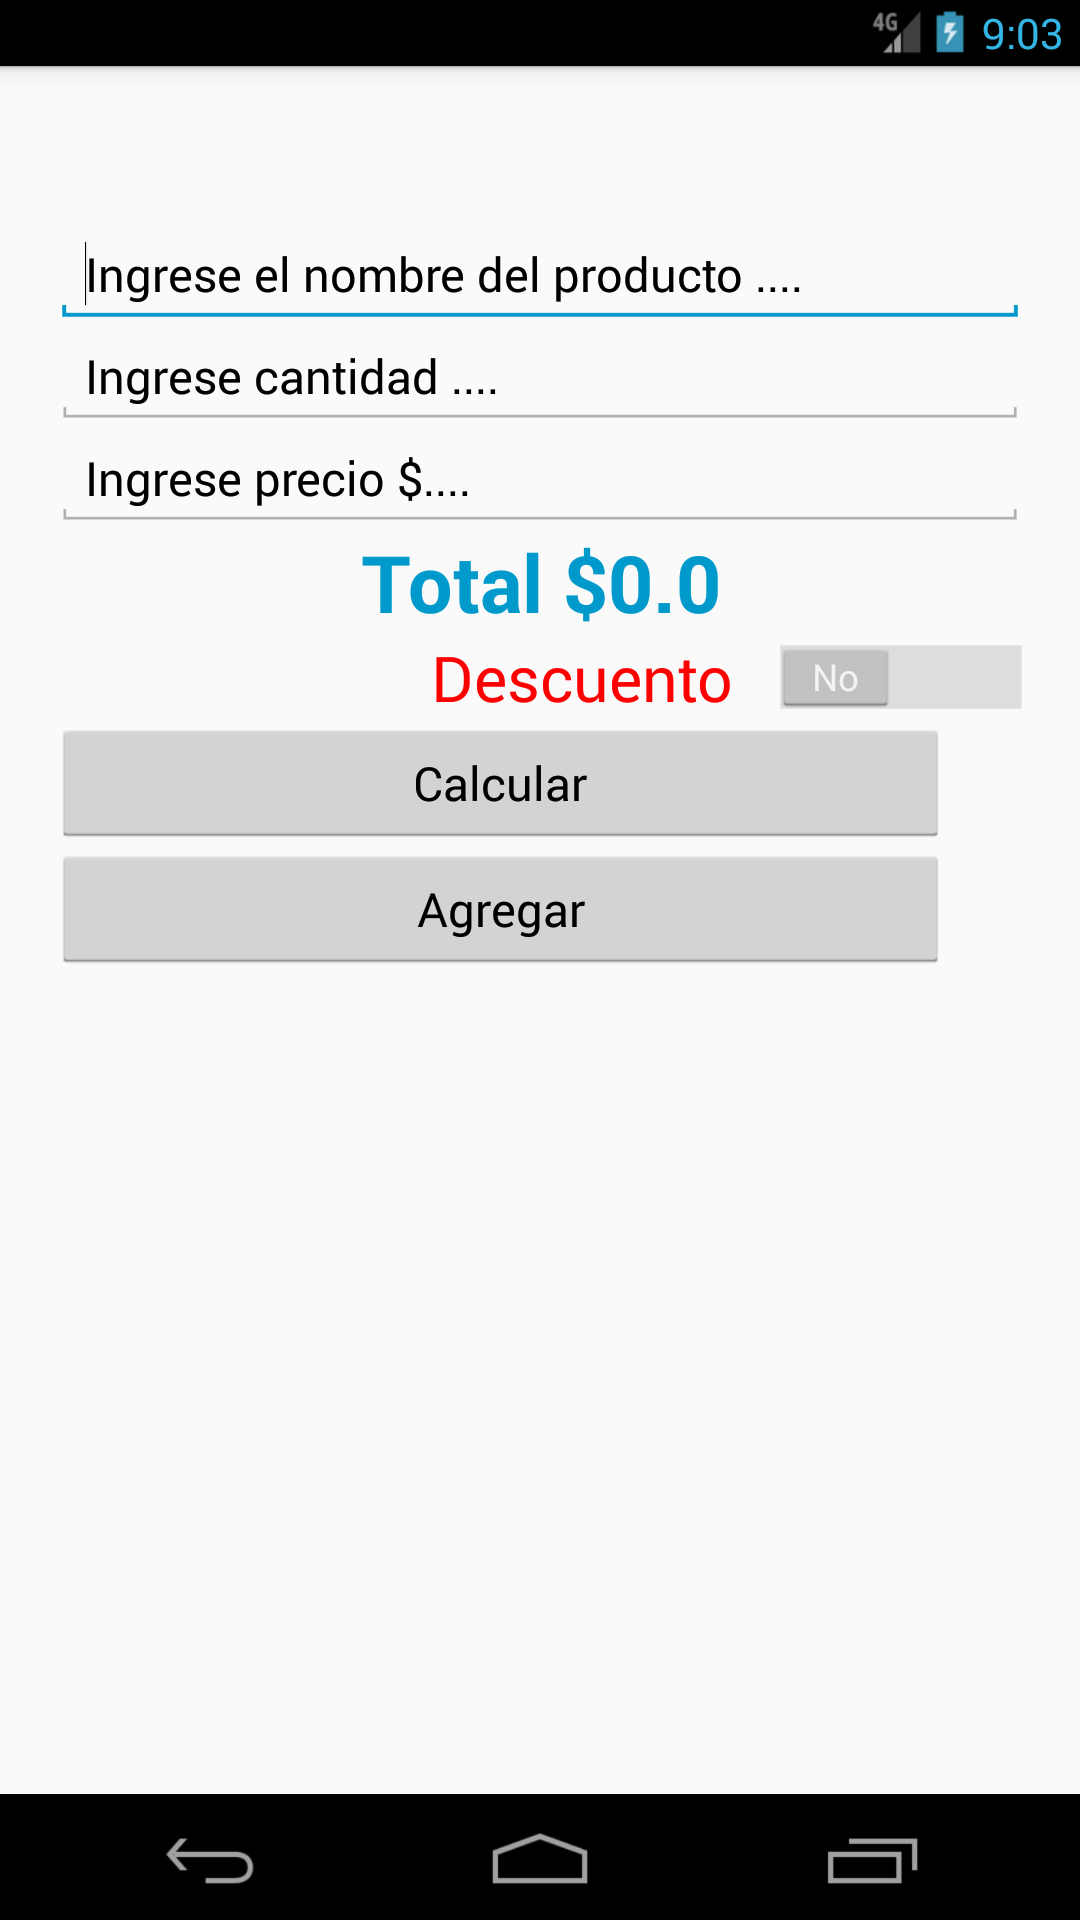 4G 9:03
Ingrese el nombre del producto ....
Ingrese cantidad ....
Ingrese precio $....
Total $0.0
Descuento No
Calcular
Agregar